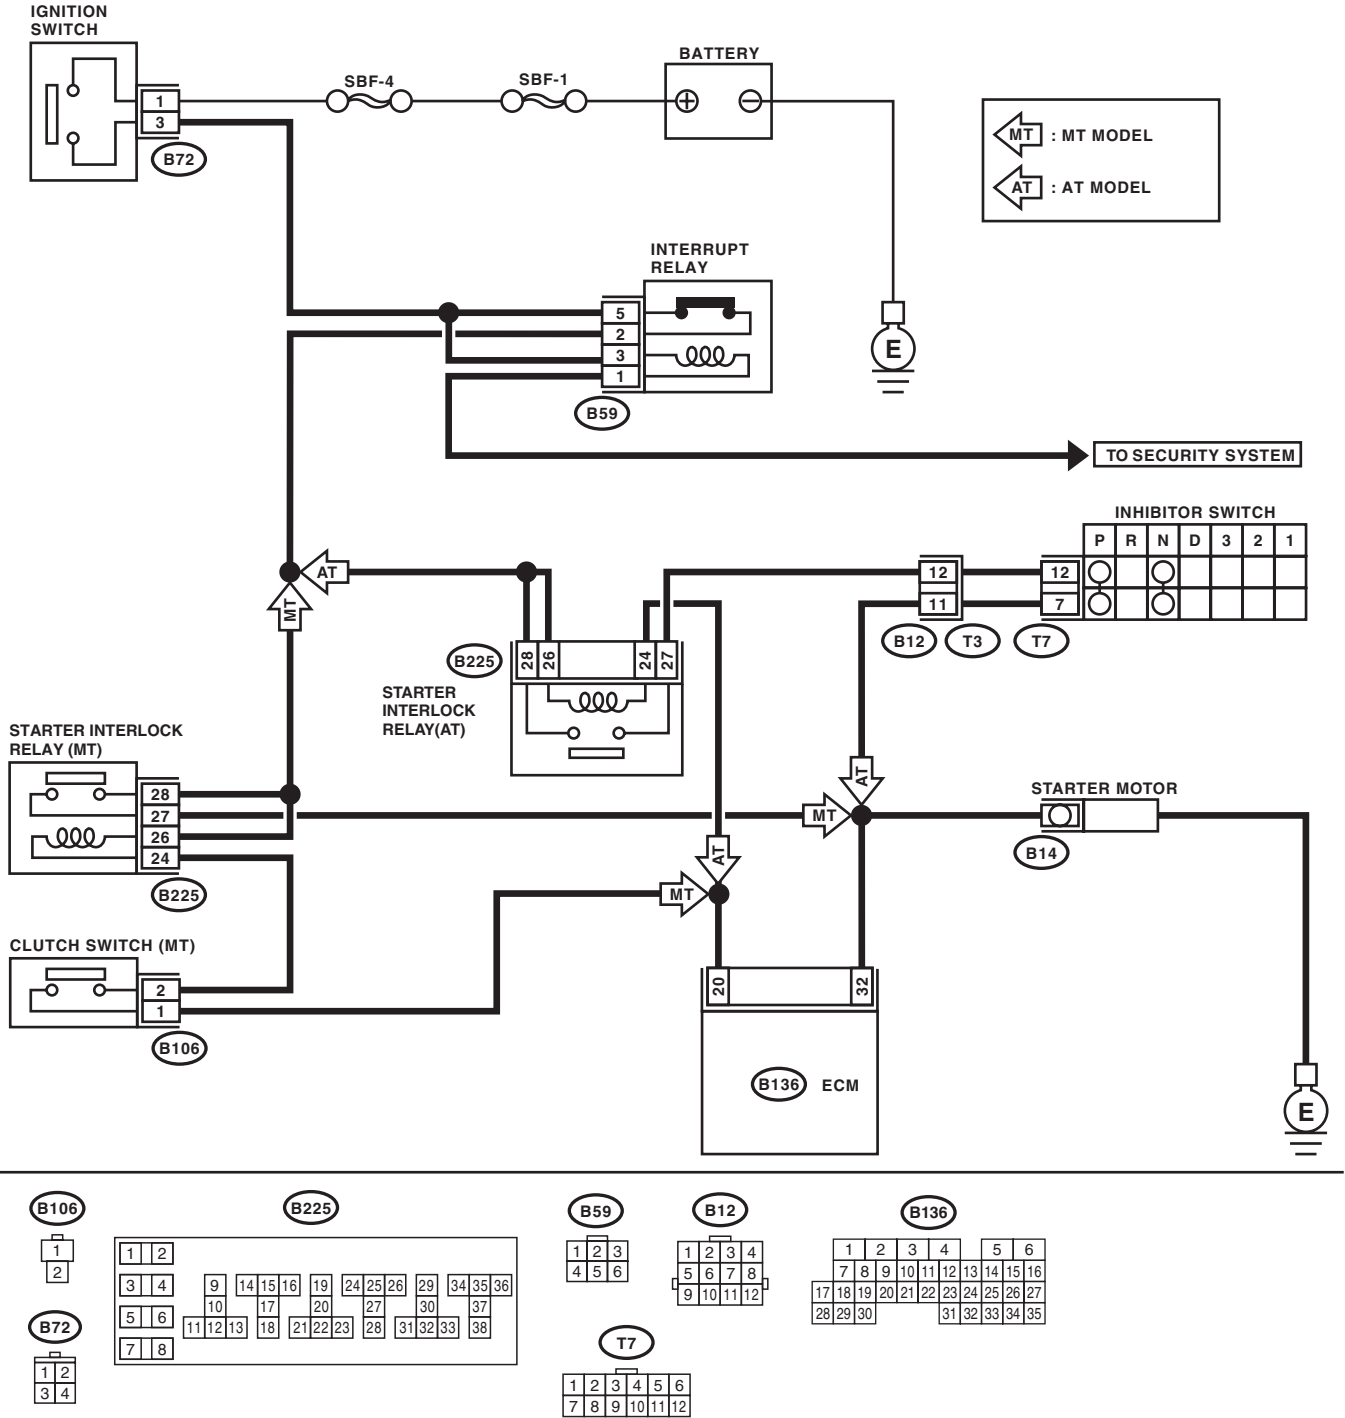 IGNITION
SWITCH
1
3
B72
SBF-4
SBF-1
BATTERY
+
−
E
MT : MT MODEL
AT : AT MODEL
INTERRUPT
RELAY
5
2
3
1
B59
TO SECURITY SYSTEM
INHIBITOR SWITCH
P R N D 3 2 1
12 12
11 7
B12 T3 T7
AT
MT
B225
28 26 24 27
STARTER
INTERLOCK
RELAY(AT)
STARTER INTERLOCK
RELAY (MT)
28
27
26
24
B225
AT
MT
STARTER MOTOR
B14
AT
MT
CLUTCH SWITCH (MT)
2
1
B106
20 32
B136 ECM
E
B106
1
2
B72
1 2
3 4
B225
1 2
3 4 9 14 15 16 19 24 25 26 29 34 35 36
10 17 20 27 30 37
5 6 11 12 13 18 21 22 23 28 31 32 33 38
7 8
B59
1 2 3
4 5 6
B12
1 2 3 4
5 6 7 8
9 10 11 12
T7
1 2 3 4 5 6
7 8 9 10 11 12
B136
1 2 3 4 5 6
7 8 9 10 11 12 13 14 15 16
17 18 19 20 21 22 23 24 25 26 27
28 29 30 31 32 33 34 35